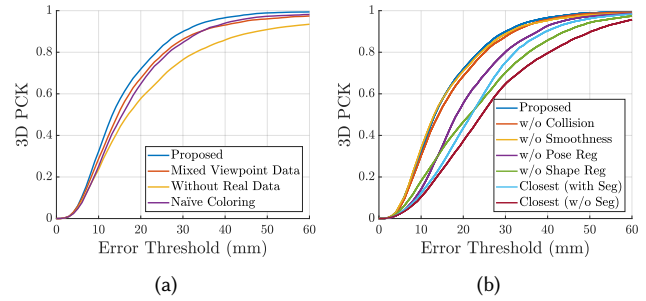 1
0.8
0.6
0.4
0.2
0
3D PCK
0 10 20 30 40 50 60
Error Threshold (mm)
Proposed
Mixed Viewpoint Data
Without Real Data
Naïve Coloring
(a)
1
0.8
0.6
0.4
0.2
0
3D PCK
0 10 20 30 40 50 60
Error Threshold (mm)
Proposed
w/o Collision
w/o Smoothness
w/o Pose Reg
w/o Shape Reg
Closest (with Seg)
Closest (w/o Seg)
(b)